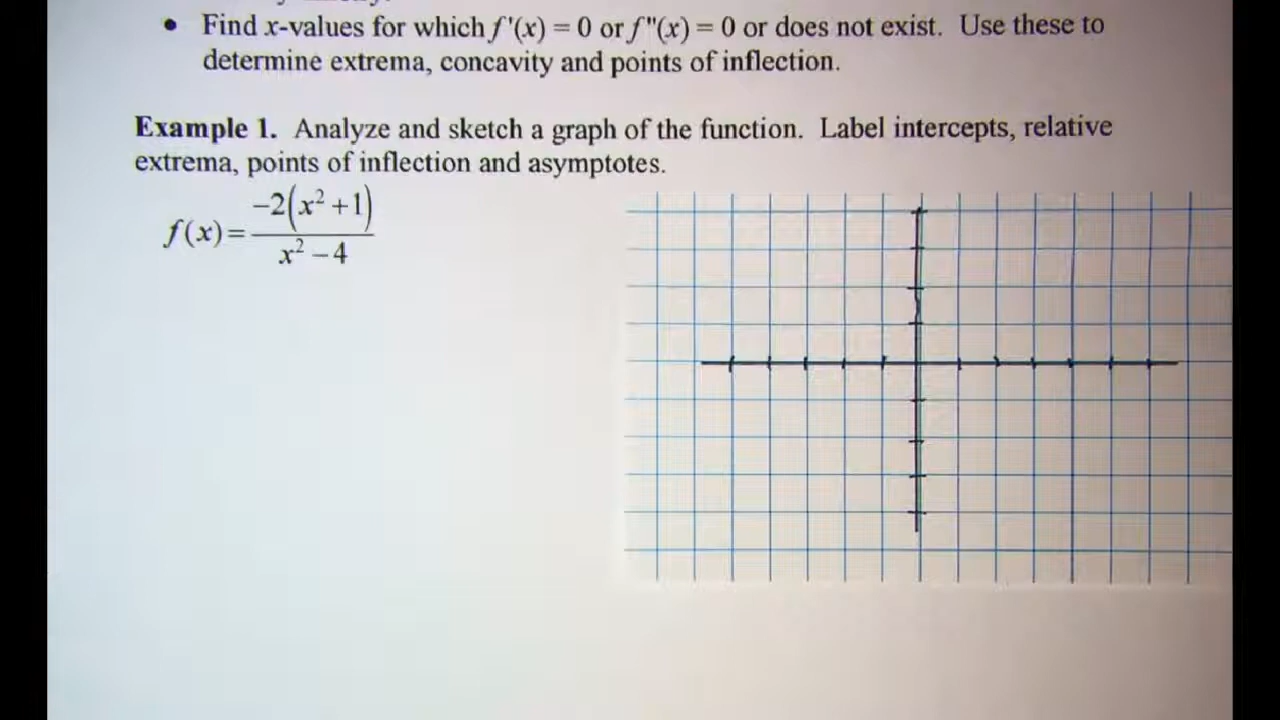 • Find x-values for which f '(x) = 0 or f "(x) = 0 or does not exist. Use these to
determine extrema, concavity and points of inflection.
Example 1. Analyze and sketch a graph of the function. Label intercepts, relative
extrema, points of inflection and asymptotes.
f(x) = −2(x² + 1) / x² − 4